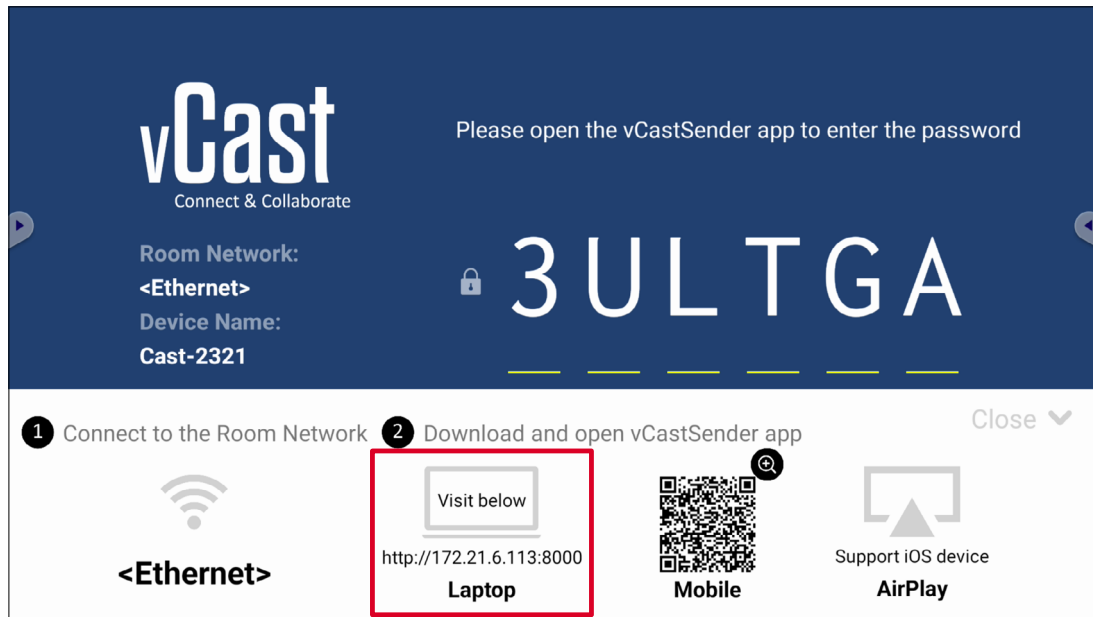 vCast
Connect & Collaborate
Please open the vCastSender app to enter the password
Room Network:
<Ethernet>
Device Name:
Cast-2321
3ULTGA
Close
1 Connect to the Room Network
2 Download and open vCastSender app
<Ethernet>
Visit below
http://172.21.6.113:8000
Laptop
Mobile
Support iOS device
AirPlay